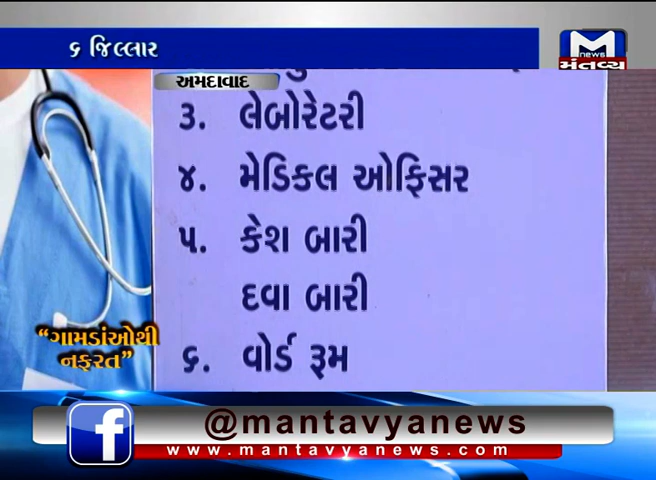 ૬ જિલ્લાર
news
મંતવ્ય
અમદાવાદ
૩. લેબોરેટરી
૪. મેડિકલ ઓફિસર
૫. કેશ બારી
દવા બારી
૬. વોર્ડ રૂમ
“ગામડાંઓથી
નફરત”
@mantavyanews
www.mantavyanews.com